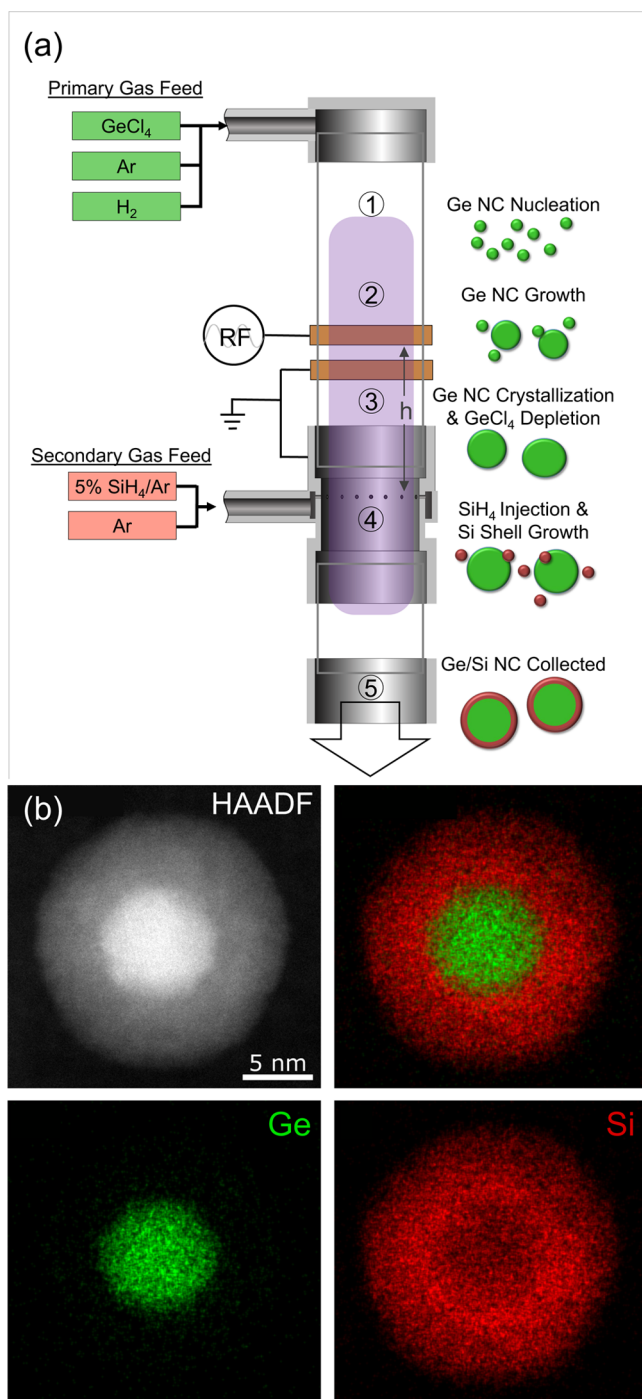 (a)
Primary Gas Feed
GeCl₄
Ar
H₂
①
Ge NC Nucleation
②
Ge NC Growth
RF
③
h
Ge NC Crystallization
& GeCl₄ Depletion
Secondary Gas Feed
5% SiH₄/Ar
Ar
④
SiH₄ Injection &
Si Shell Growth
⑤
Ge/Si NC Collected
(b)
HAADF
5 nm
Ge
Si